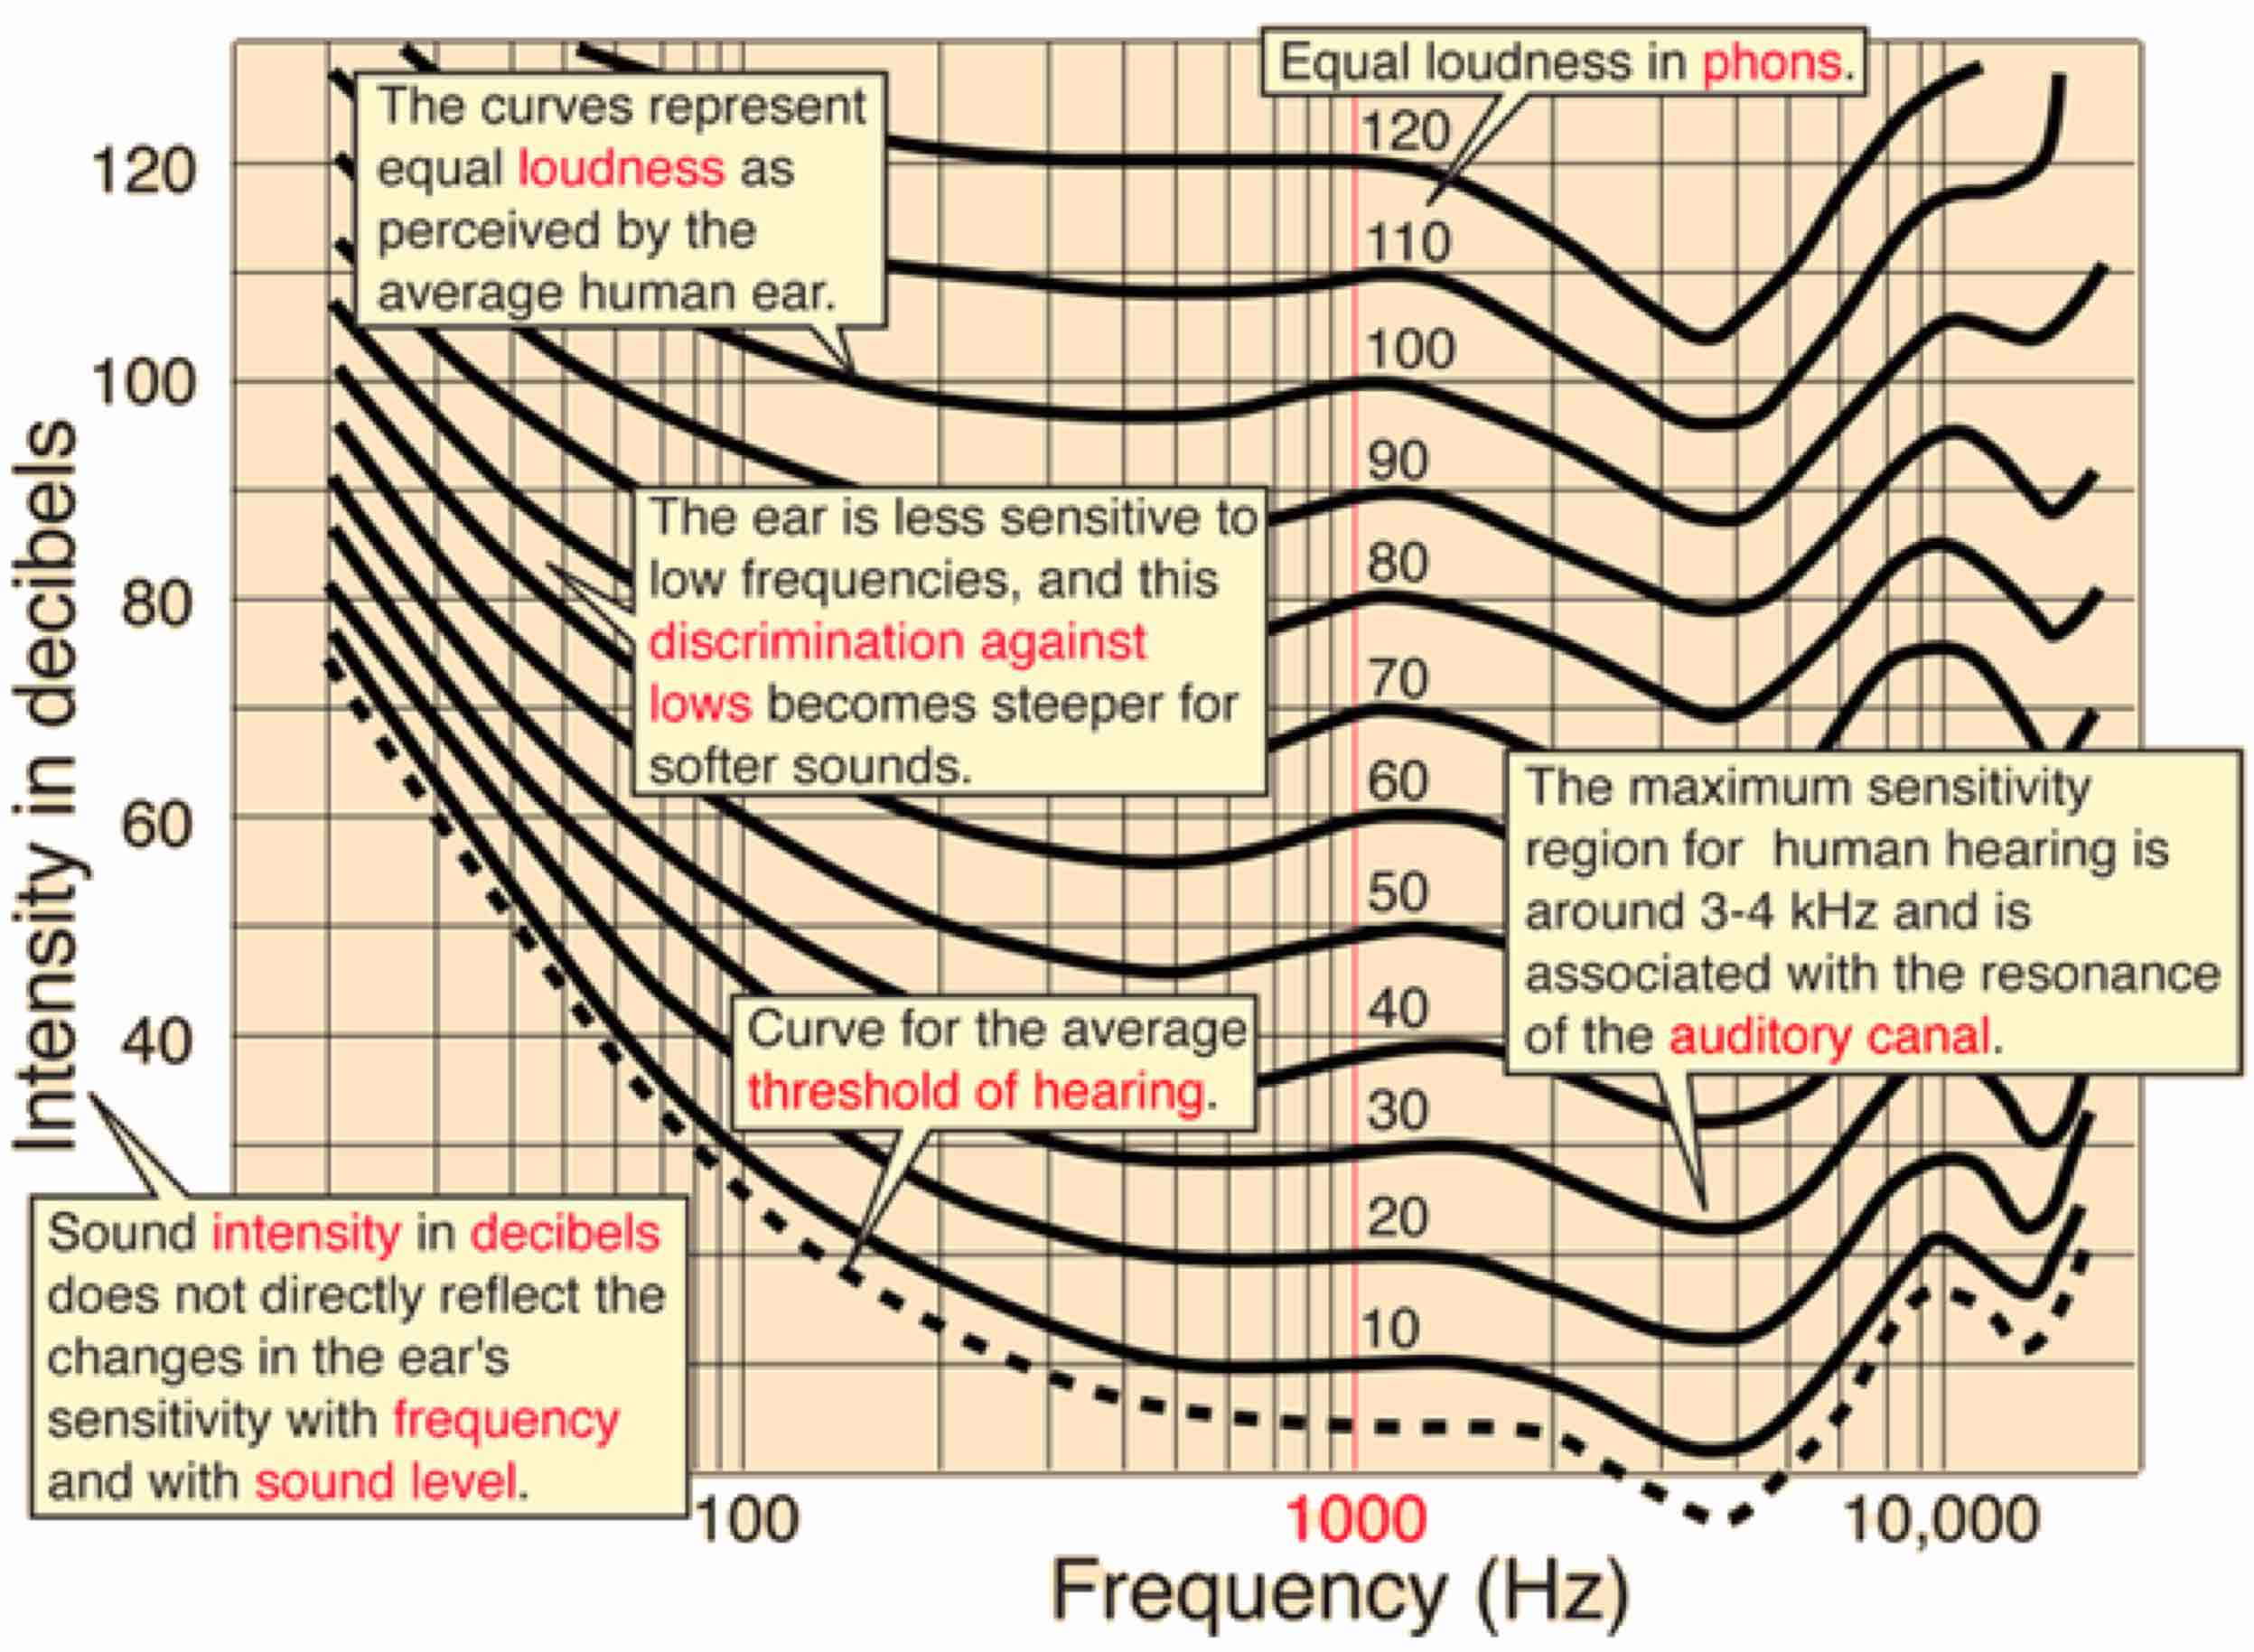 Equal loudness in phons.
The curves represent
equal loudness as
perceived by the
average human ear.
120
110
100
90
80
70
60
50
40
30
20
10
The ear is less sensitive to
low frequencies, and this
discrimination against
lows becomes steeper for
softer sounds.
The maximum sensitivity
region for human hearing is
around 3-4 kHz and is
associated with the resonance
of the auditory canal.
Curve for the average
threshold of hearing.
Sound intensity in decibels
does not directly reflect the
changes in the ear's
sensitivity with frequency
and with sound level.
Intensity in decibels
120
100
80
60
40
100
1000
10,000
Frequency (Hz)